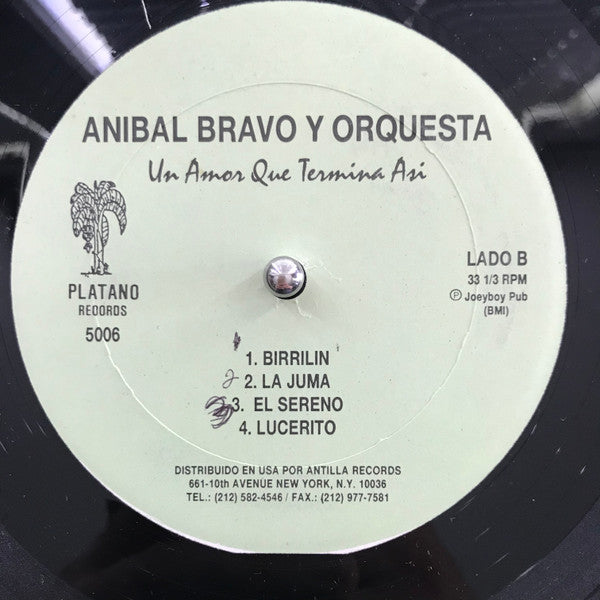 ANIBAL BRAVO Y ORQUESTA
Un Amor Que Termina Asi
PLATANO
RECORDS
5006
LADO B
33 1/3 RPM
℗ Joeyboy Pub
(BMI)
1. BIRRILIN
2 2. LA JUMA
3. EL SERENO
4. LUCERITO
DISTRIBUIDO EN USA POR ANTILLA RECORDS
661-10th AVENUE NEW YORK, N.Y. 10036
TEL.: (212) 582-4546 / FAX.: (212) 977-7581